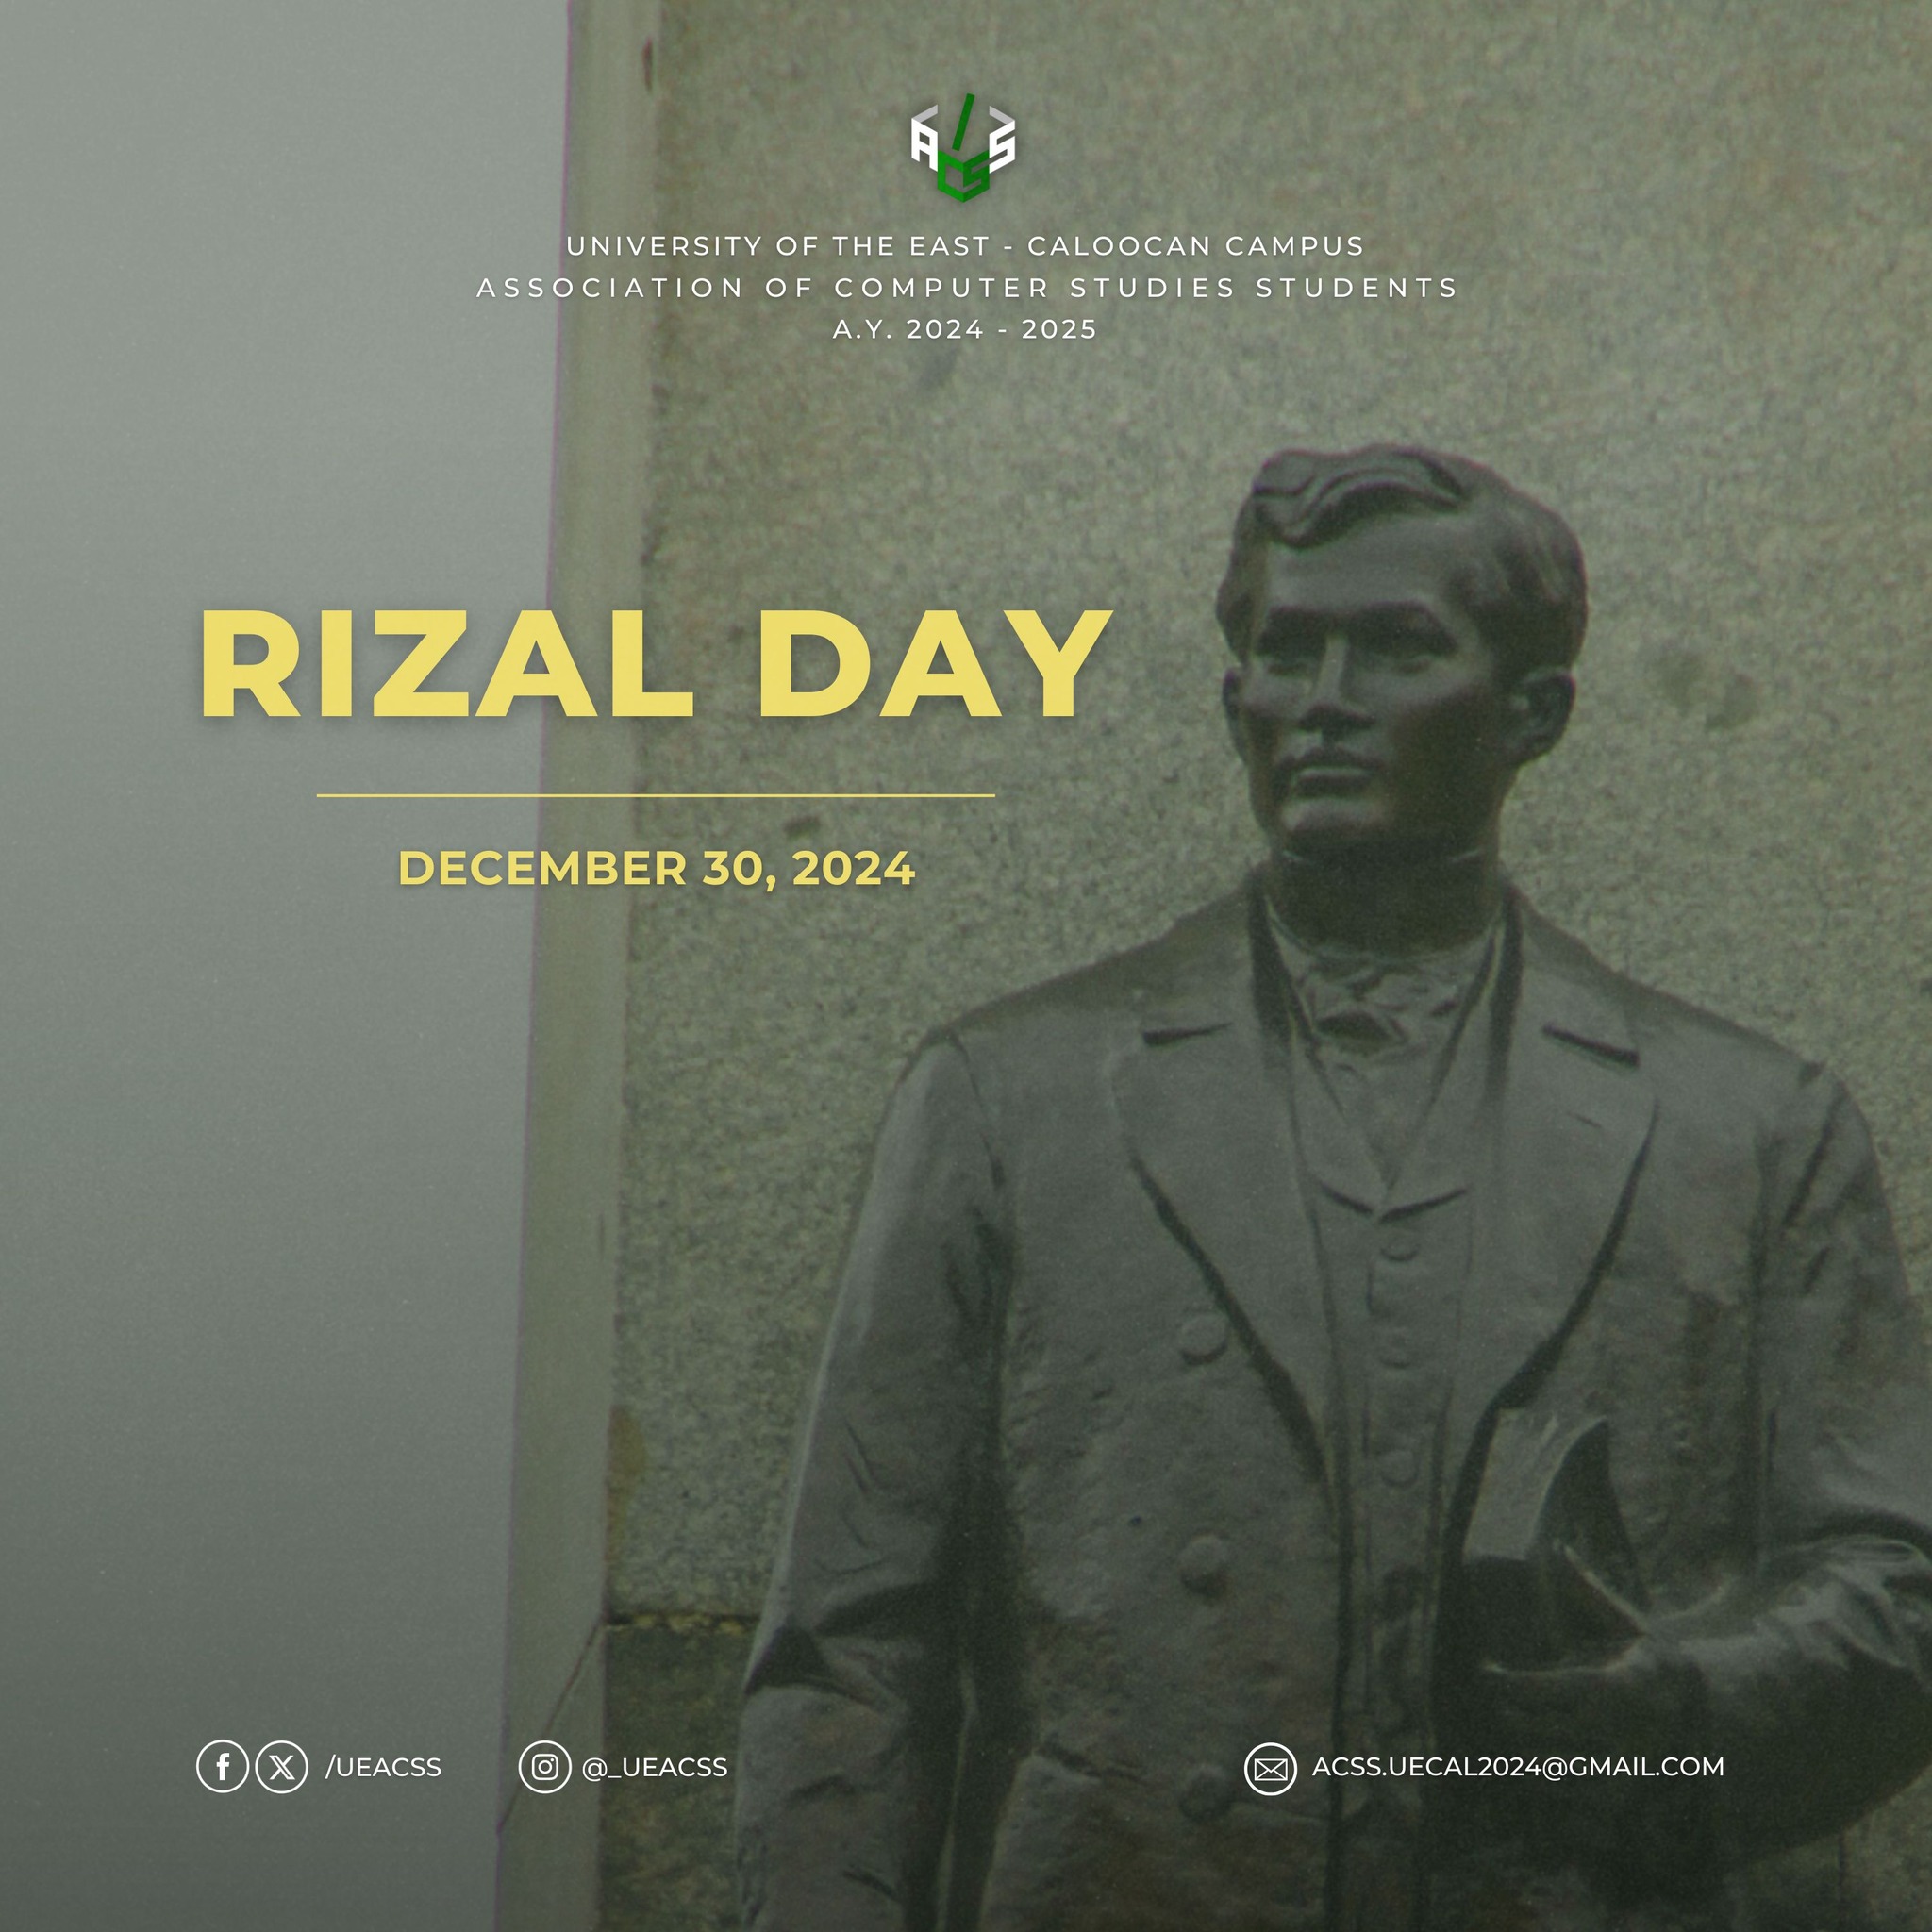 ACSS
UNIVERSITY OF THE EAST - CALOOCAN CAMPUS
ASSOCIATION OF COMPUTER STUDIES STUDENTS
A.Y. 2024 - 2025
RIZAL DAY
DECEMBER 30, 2024
/UEACSS
@_UEACSS
ACSS.UECAL2024@GMAIL.COM